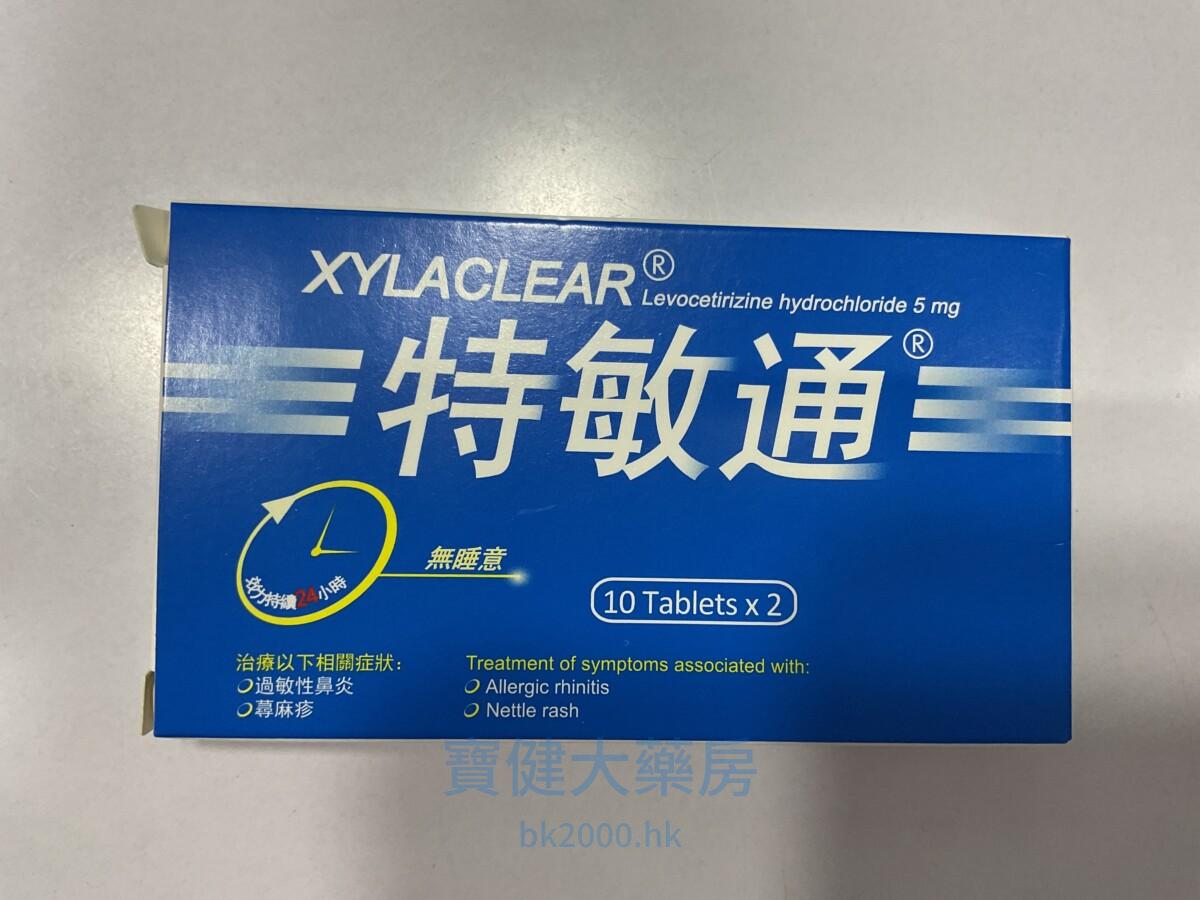 XYLACLEAR®
Levocetirizine hydrochloride 5 mg
特敏通®
效力持續24小時
無睡意
10 Tablets x 2
治療以下相關症狀:
過敏性鼻炎
蕁麻疹
Treatment of symptoms associated with:
Allergic rhinitis
Nettle rash
寶健大藥房
bk2000.hk